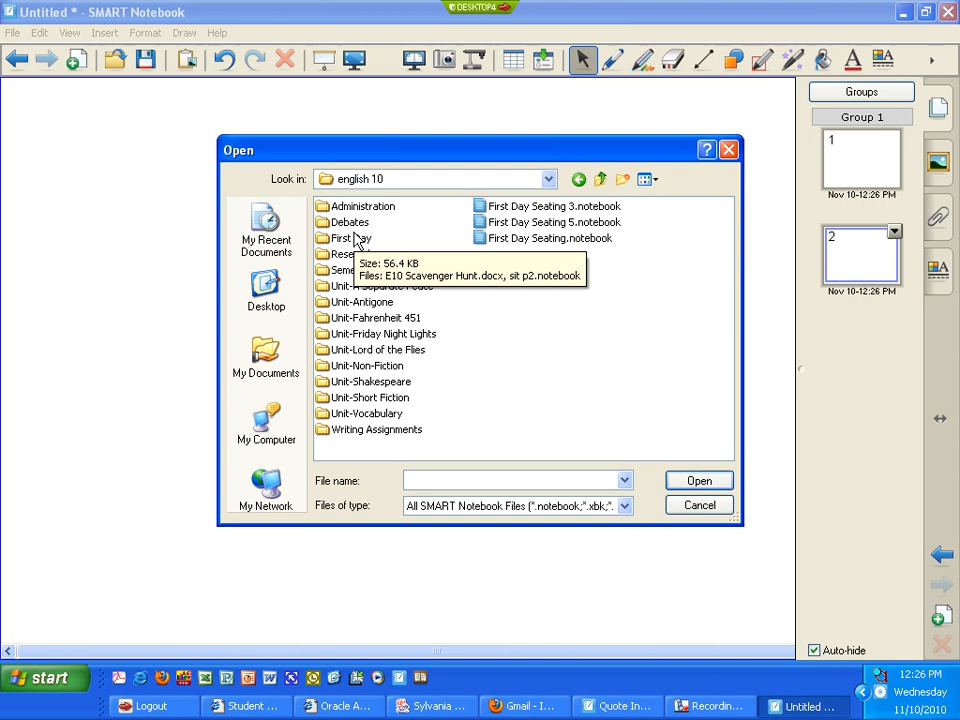 DESKTOP4
Untitled * - SMART Notebook
File Edit View Insert Format Draw Help
Groups
Group 1
1
Nov 10-12:26 PM
2
Nov 10-12:26 PM
Open
Look in: english 10
My Recent Documents
Desktop
My Documents
My Computer
My Network
Administration
Debates
First Day
Unit-Antigone
Unit-Fahrenheit 451
Unit-Friday Night Lights
Unit-Lord of the Flies
Unit-Non-Fiction
Unit-Shakespeare
Unit-Short Fiction
Unit-Vocabulary
Writing Assignments
First Day Seating 3.notebook
First Day Seating 5.notebook
First Day Seating.notebook
Size: 56.4 KB
Files: E10 Scavenger Hunt.docx, sit p2.notebook
File name: Open
Files of type: All SMART Notebook Files (*.notebook;*.xbk;*. Cancel
Auto-hide
start
12:26 PM
Wednesday
11/10/2010
Logout
Student ...
Oracle A...
Sylvania ...
Gmail - I...
Quote In...
Recordin...
Untitled ...